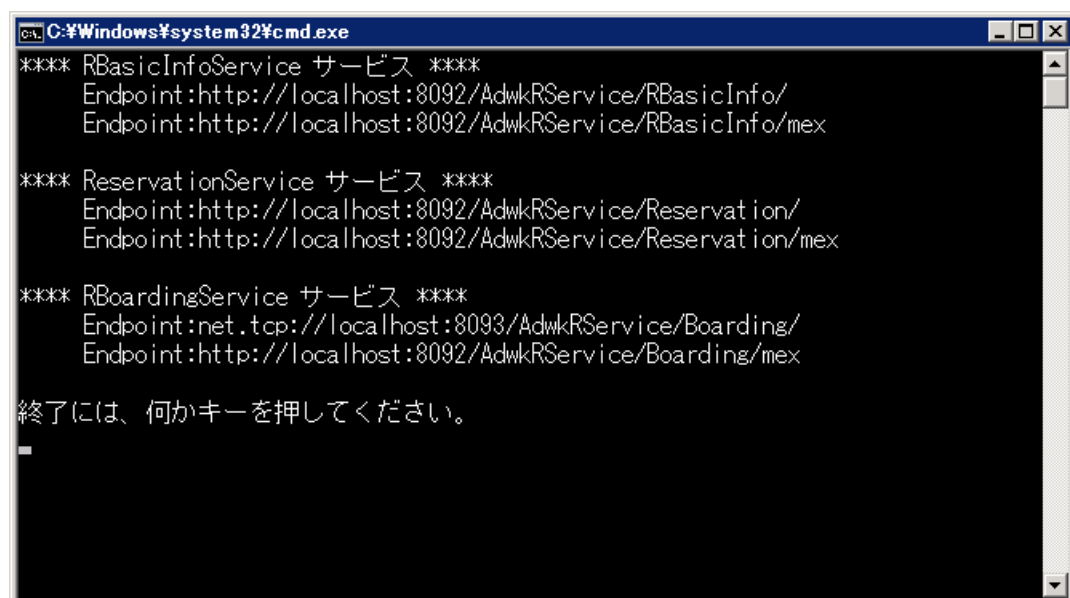 C:¥Windows¥system32¥cmd.exe
**** RBasicInfoService サービス ****
Endpoint:http://localhost:8092/AdwkRService/RBasicInfo/
Endpoint:http://localhost:8092/AdwkRService/RBasicInfo/mex
**** ReservationService サービス ****
Endpoint:http://localhost:8092/AdwkRService/Reservation/
Endpoint:http://localhost:8092/AdwkRService/Reservation/mex
**** RBoardingService サービス ****
Endpoint:net.tcp://localhost:8093/AdwkRService/Boarding/
Endpoint:http://localhost:8092/AdwkRService/Boarding/mex
終了には、何かキーを押してください。